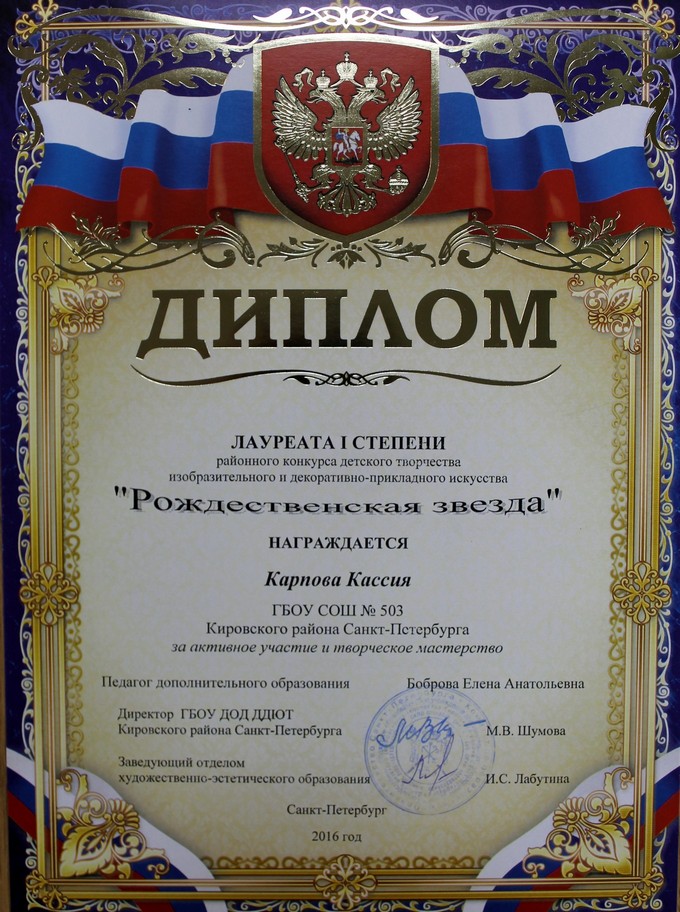 ДИПЛОМ
ЛАУРЕАТА I СТЕПЕНИ
районного конкурса детского творчества
изобразительного и декоративно-прикладного искусства
"Рождественская звезда"
НАГРАЖДАЕТСЯ
Карпова Кассия
ГБОУ СОШ № 503
Кировского района Санкт-Петербурга
за активное участие и творческое мастерство
Педагог дополнительного образования Боброва Елена Анатольевна
Директор ГБОУ ДОД ДДЮТ
Кировского района Санкт-Петербурга М.В. Шумова
Заведующий отделом
художественно-эстетического образования И.С. Лабутина
Санкт-Петербург
2016 год